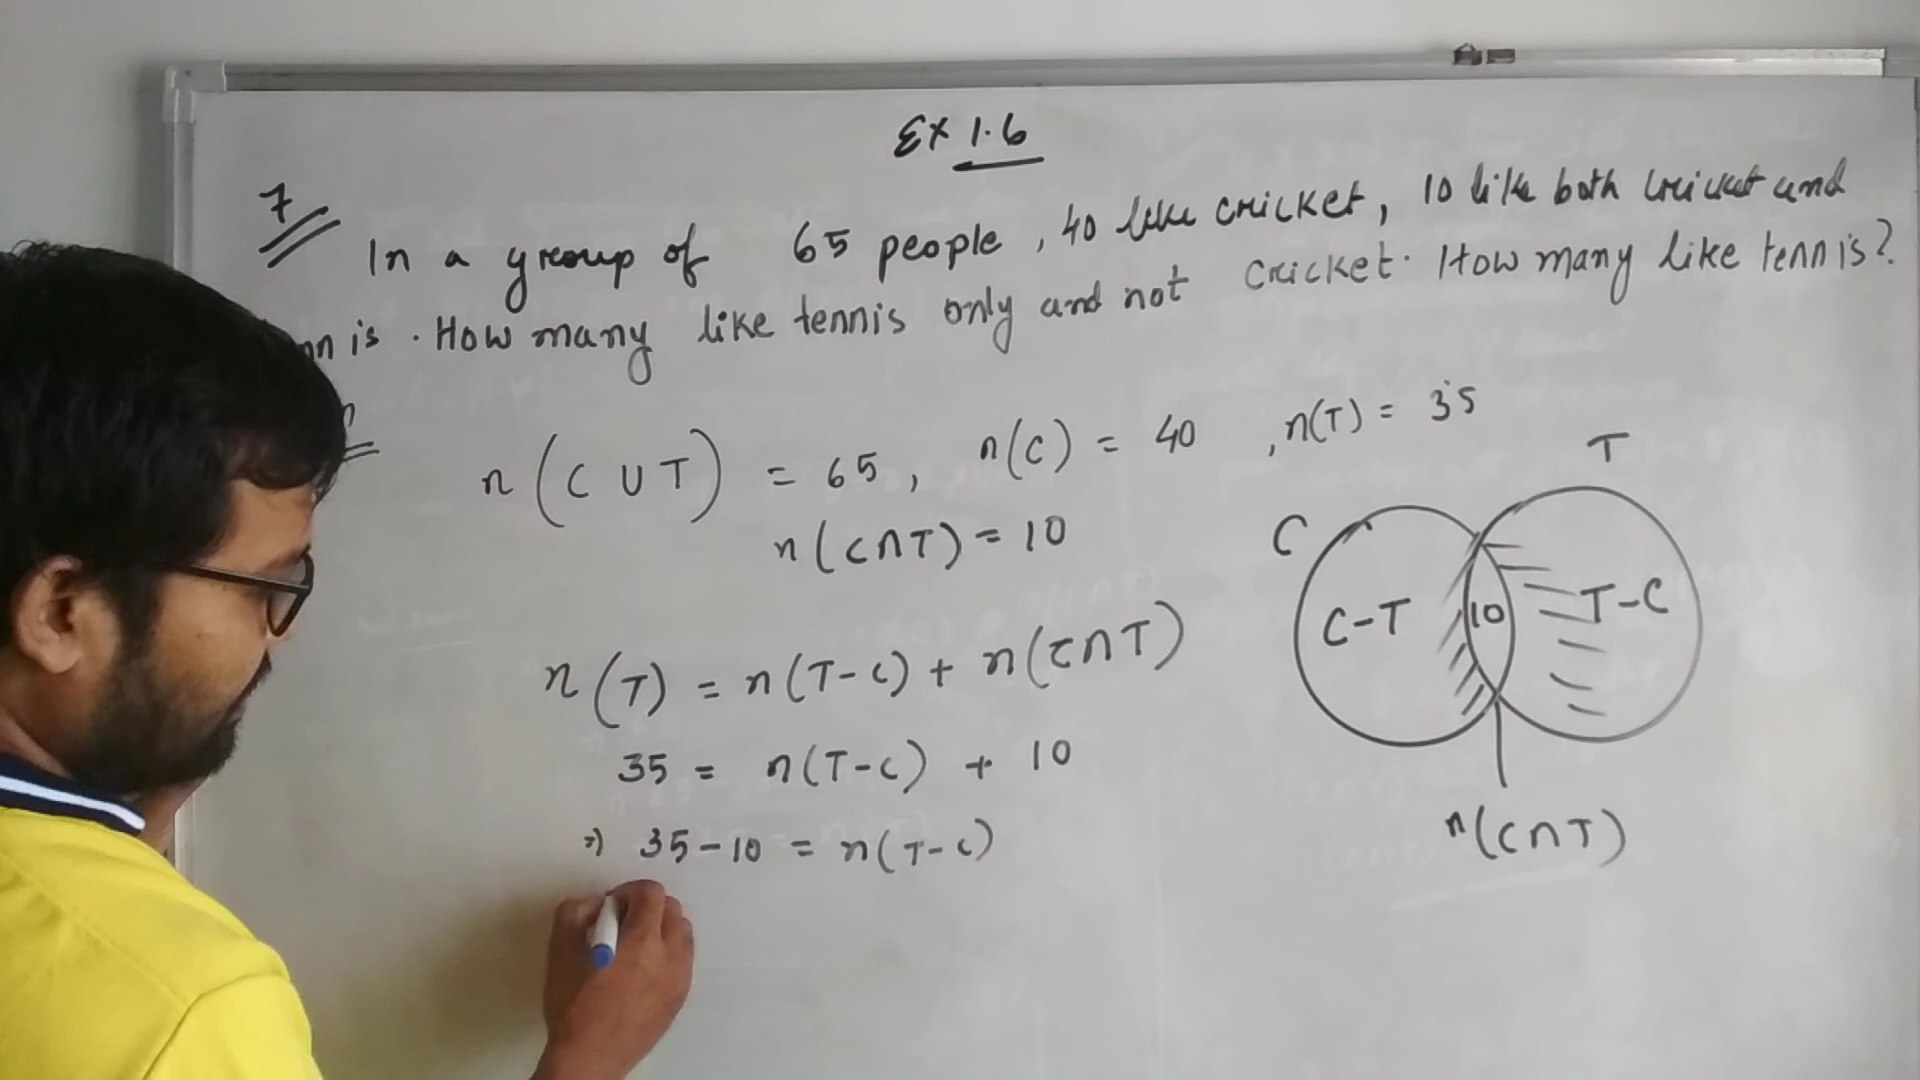 Ex 1.6
7
In a group of 65 people, 40 like cricket, 10 like both cricket and
nnis. How many like tennis only and not cricket. How many like tennis?
n
n(C∪T) = 65, n(C) = 40, n(T) = 35
n(C∩T) = 10
T
C
C-T 10 T-C
n(T) = n(T-C) + n(C∩T)
35 = n(T-C) + 10
⇒ 35-10 = n(T-C)
n(C∩T)